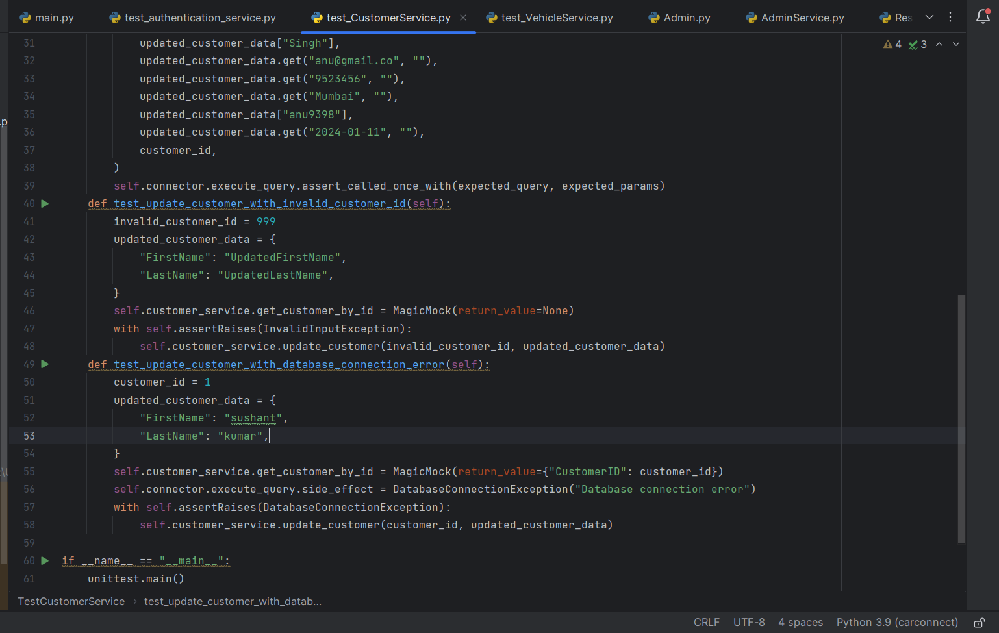 main.py test_authentication_service.py test_CustomerService.py test_VehicleService.py Admin.py AdminService.py Res
31 updated_customer_data["Singh"],
4 3
32 updated_customer_data.get("anu@gmail.co", ""),
33 updated_customer_data.get("9523456", ""),
34 updated_customer_data.get("Mumbai", ""),
35 updated_customer_data["anu9398"],
.p
36 updated_customer_data.get("2024-01-11", ""),
37 customer_id,
38 )
39 self.connector.execute_query.assert_called_once_with(expected_query, expected_params)
40 def test_update_customer_with_invalid_customer_id(self):
41 invalid_customer_id = 999
42 updated_customer_data = {
43 "FirstName": "UpdatedFirstName",
44 "LastName": "UpdatedLastName",
45 }
46 self.customer_service.get_customer_by_id = MagicMock(return_value=None)
47 with self.assertRaises(InvalidInputException):
48 self.customer_service.update_customer(invalid_customer_id, updated_customer_data)
49 def test_update_customer_with_database_connection_error(self):
50 customer_id = 1
51 updated_customer_data = {
52 "FirstName": "sushant",
53 "LastName": "kumar",
54 }
55 self.customer_service.get_customer_by_id = MagicMock(return_value={"CustomerID": customer_id})
56 self.connector.execute_query.side_effect = DatabaseConnectionException("Database connection error")
57 with self.assertRaises(DatabaseConnectionException):
58 self.customer_service.update_customer(customer_id, updated_customer_data)
59
60 if __name__ == "__main__":
61 unittest.main()
TestCustomerService › test_update_customer_with_datab...
CRLF UTF-8 4 spaces Python 3.9 (carconnect)